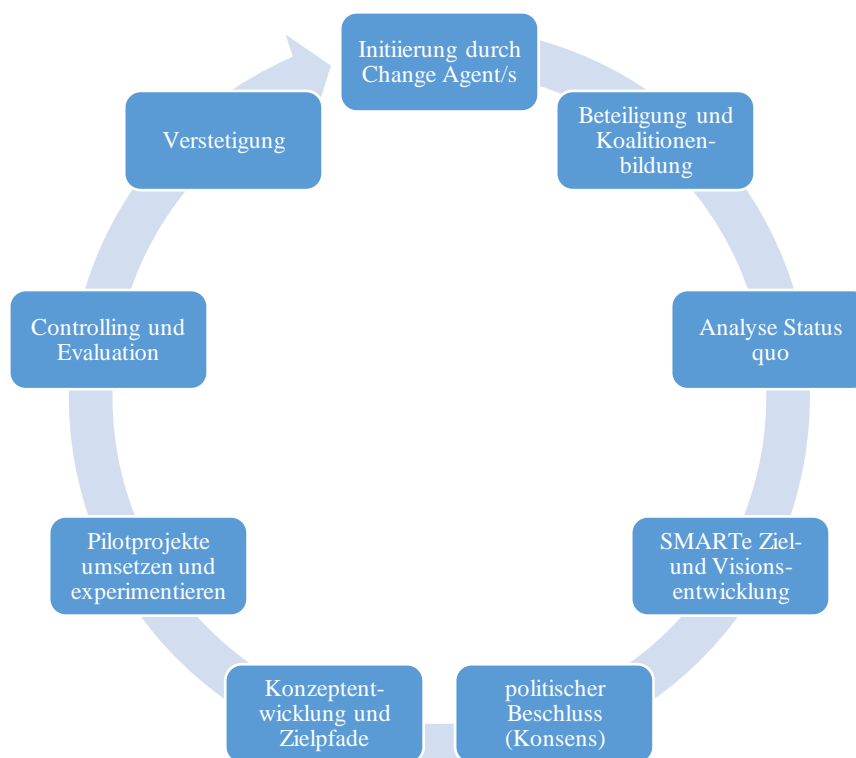 Initiierung durch
Change Agent/s
Beteiligung und
Koalitionen-
bildung
Analyse Status
quo
SMARTe Ziel-
und Visions-
entwicklung
politischer
Beschluss
(Konsens)
Konzeptent-
wicklung und
Zielpfade
Pilotprojekte
umsetzen und
experimentieren
Controlling und
Evaluation
Verstetigung